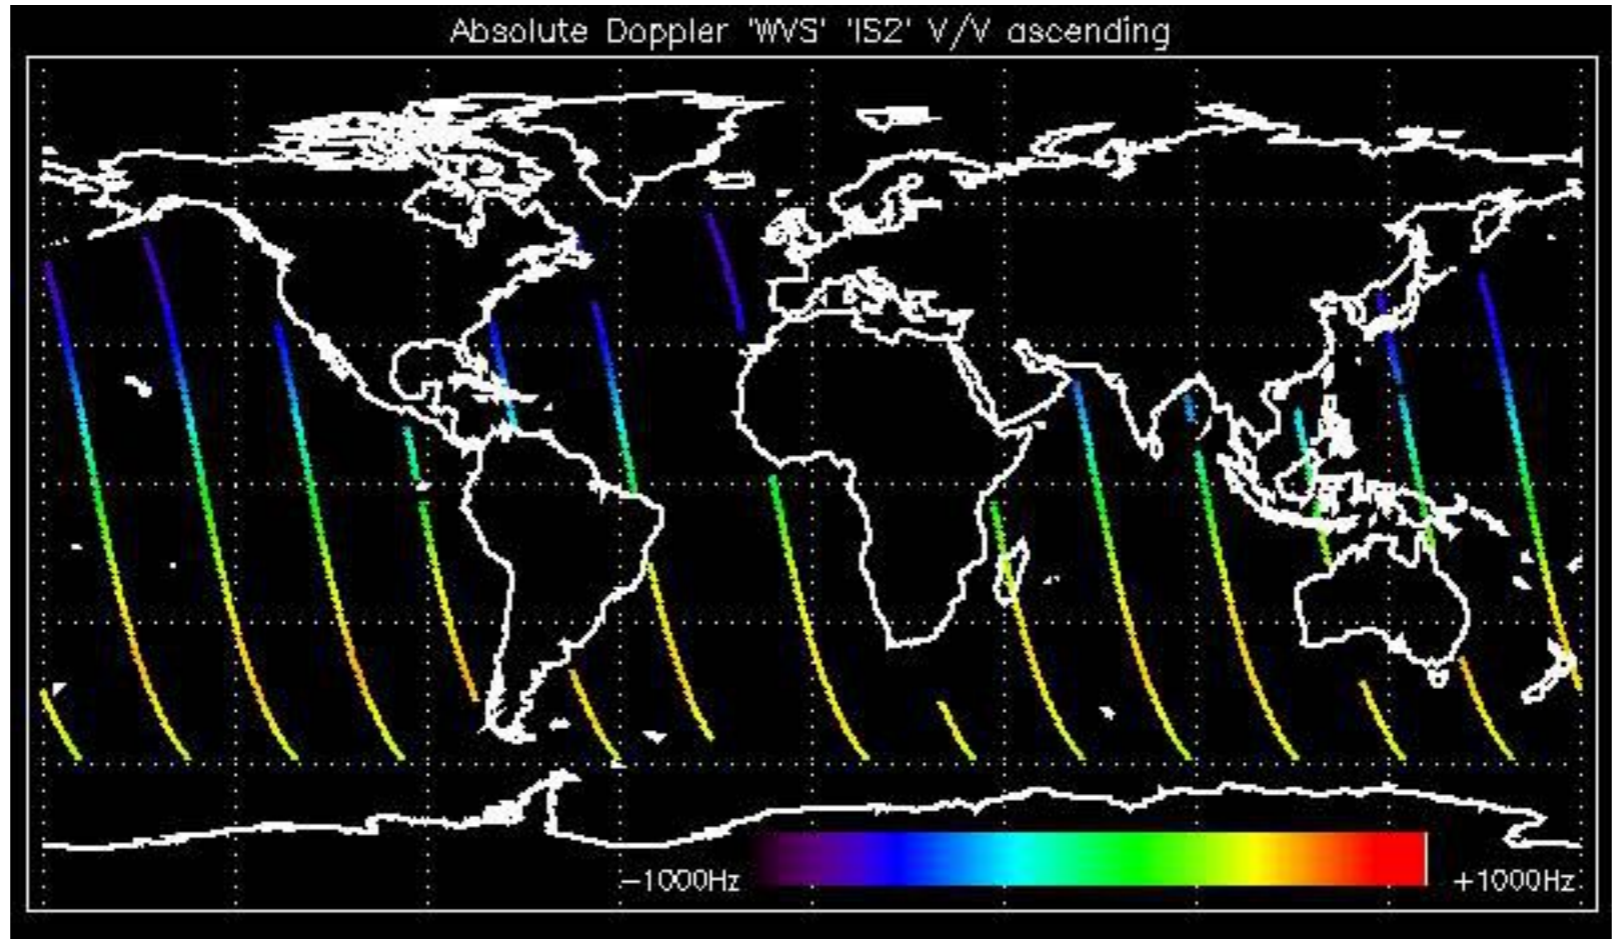 Absolute Doppler 'WVS' 'IS2' V/V ascending
−1000Hz
+1000Hz